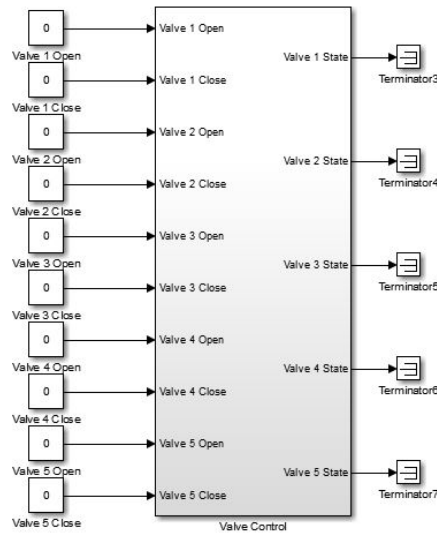 0
Valve 1 Open
0
Valve 1 Close
0
Valve 2 Open
0
Valve 2 Close
0
Valve 3 Open
0
Valve 3 Close
0
Valve 4 Open
0
Valve 4 Close
0
Valve 5 Open
0
Valve 5 Close
Valve 1 Open
Valve 1 Close
Valve 2 Open
Valve 2 Close
Valve 3 Open
Valve 3 Close
Valve 4 Open
Valve 4 Close
Valve 5 Open
Valve 5 Close
Valve 1 State
Valve 2 State
Valve 3 State
Valve 4 State
Valve 5 State
Valve Control
Terminator3
Terminator4
Terminator5
Terminator6
Terminator7